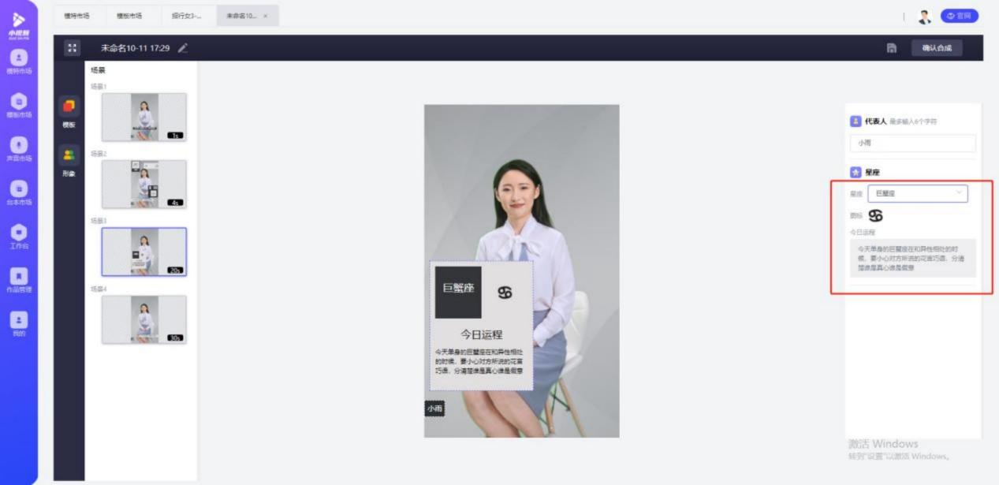 模特市场
模板市场
招行女3-...
未命名10... ×
官网
小视频
模特市场
模板市场
声音市场
台本市场
工作台
作品管理
我的
未命名10-11 17:29
确认合成
模板
形象
场景
场景1
1s
场景2
4s
场景3
20s
场景4
30s
巨蟹座
♋
今日运程
今天单身的巨蟹座在和异性相处
的时候，要小心对方所说的花言
巧语，分清楚谁是真心谁是假意
小雨
代表人 最多输入6个字符
小雨
星座
星座 巨蟹座
图标 ♋
今日运程
今天单身的巨蟹座在和异性相处的时
候，要小心对方所说的花言巧语，分清
楚谁是真心谁是假意
激活 Windows
转到"设置"以激活 Windows。